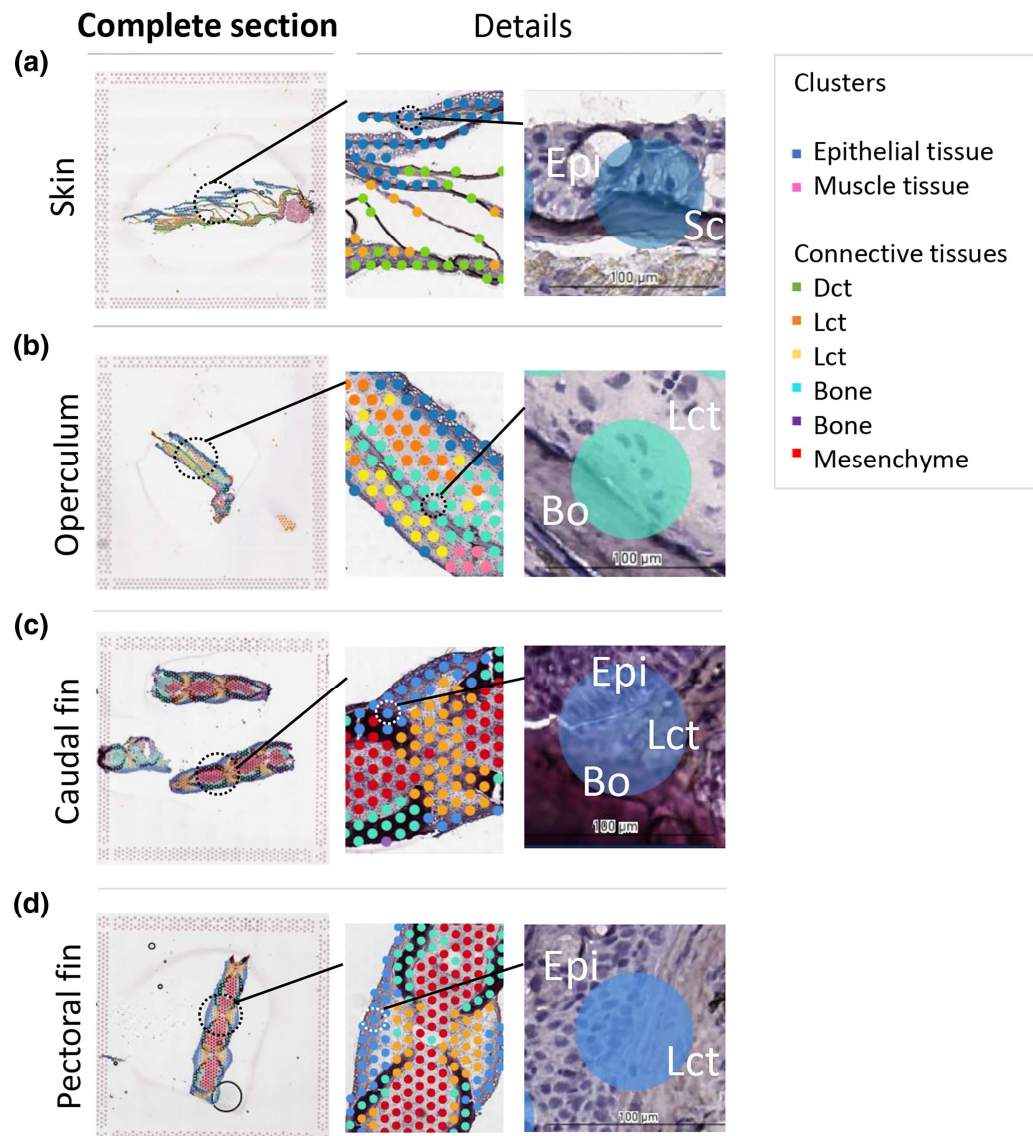 Complete section
Details
(a)
Skin
Epi
Sc
100 µm
Clusters
Epithelial tissue
Muscle tissue
Connective tissues
Dct
Lct
Lct
Bone
Bone
Mesenchyme
(b)
Operculum
Lct
Bo
100 µm
(c)
Caudal fin
Epi
Lct
Bo
100 µm
(d)
Pectoral fin
Epi
Lct
100 µm